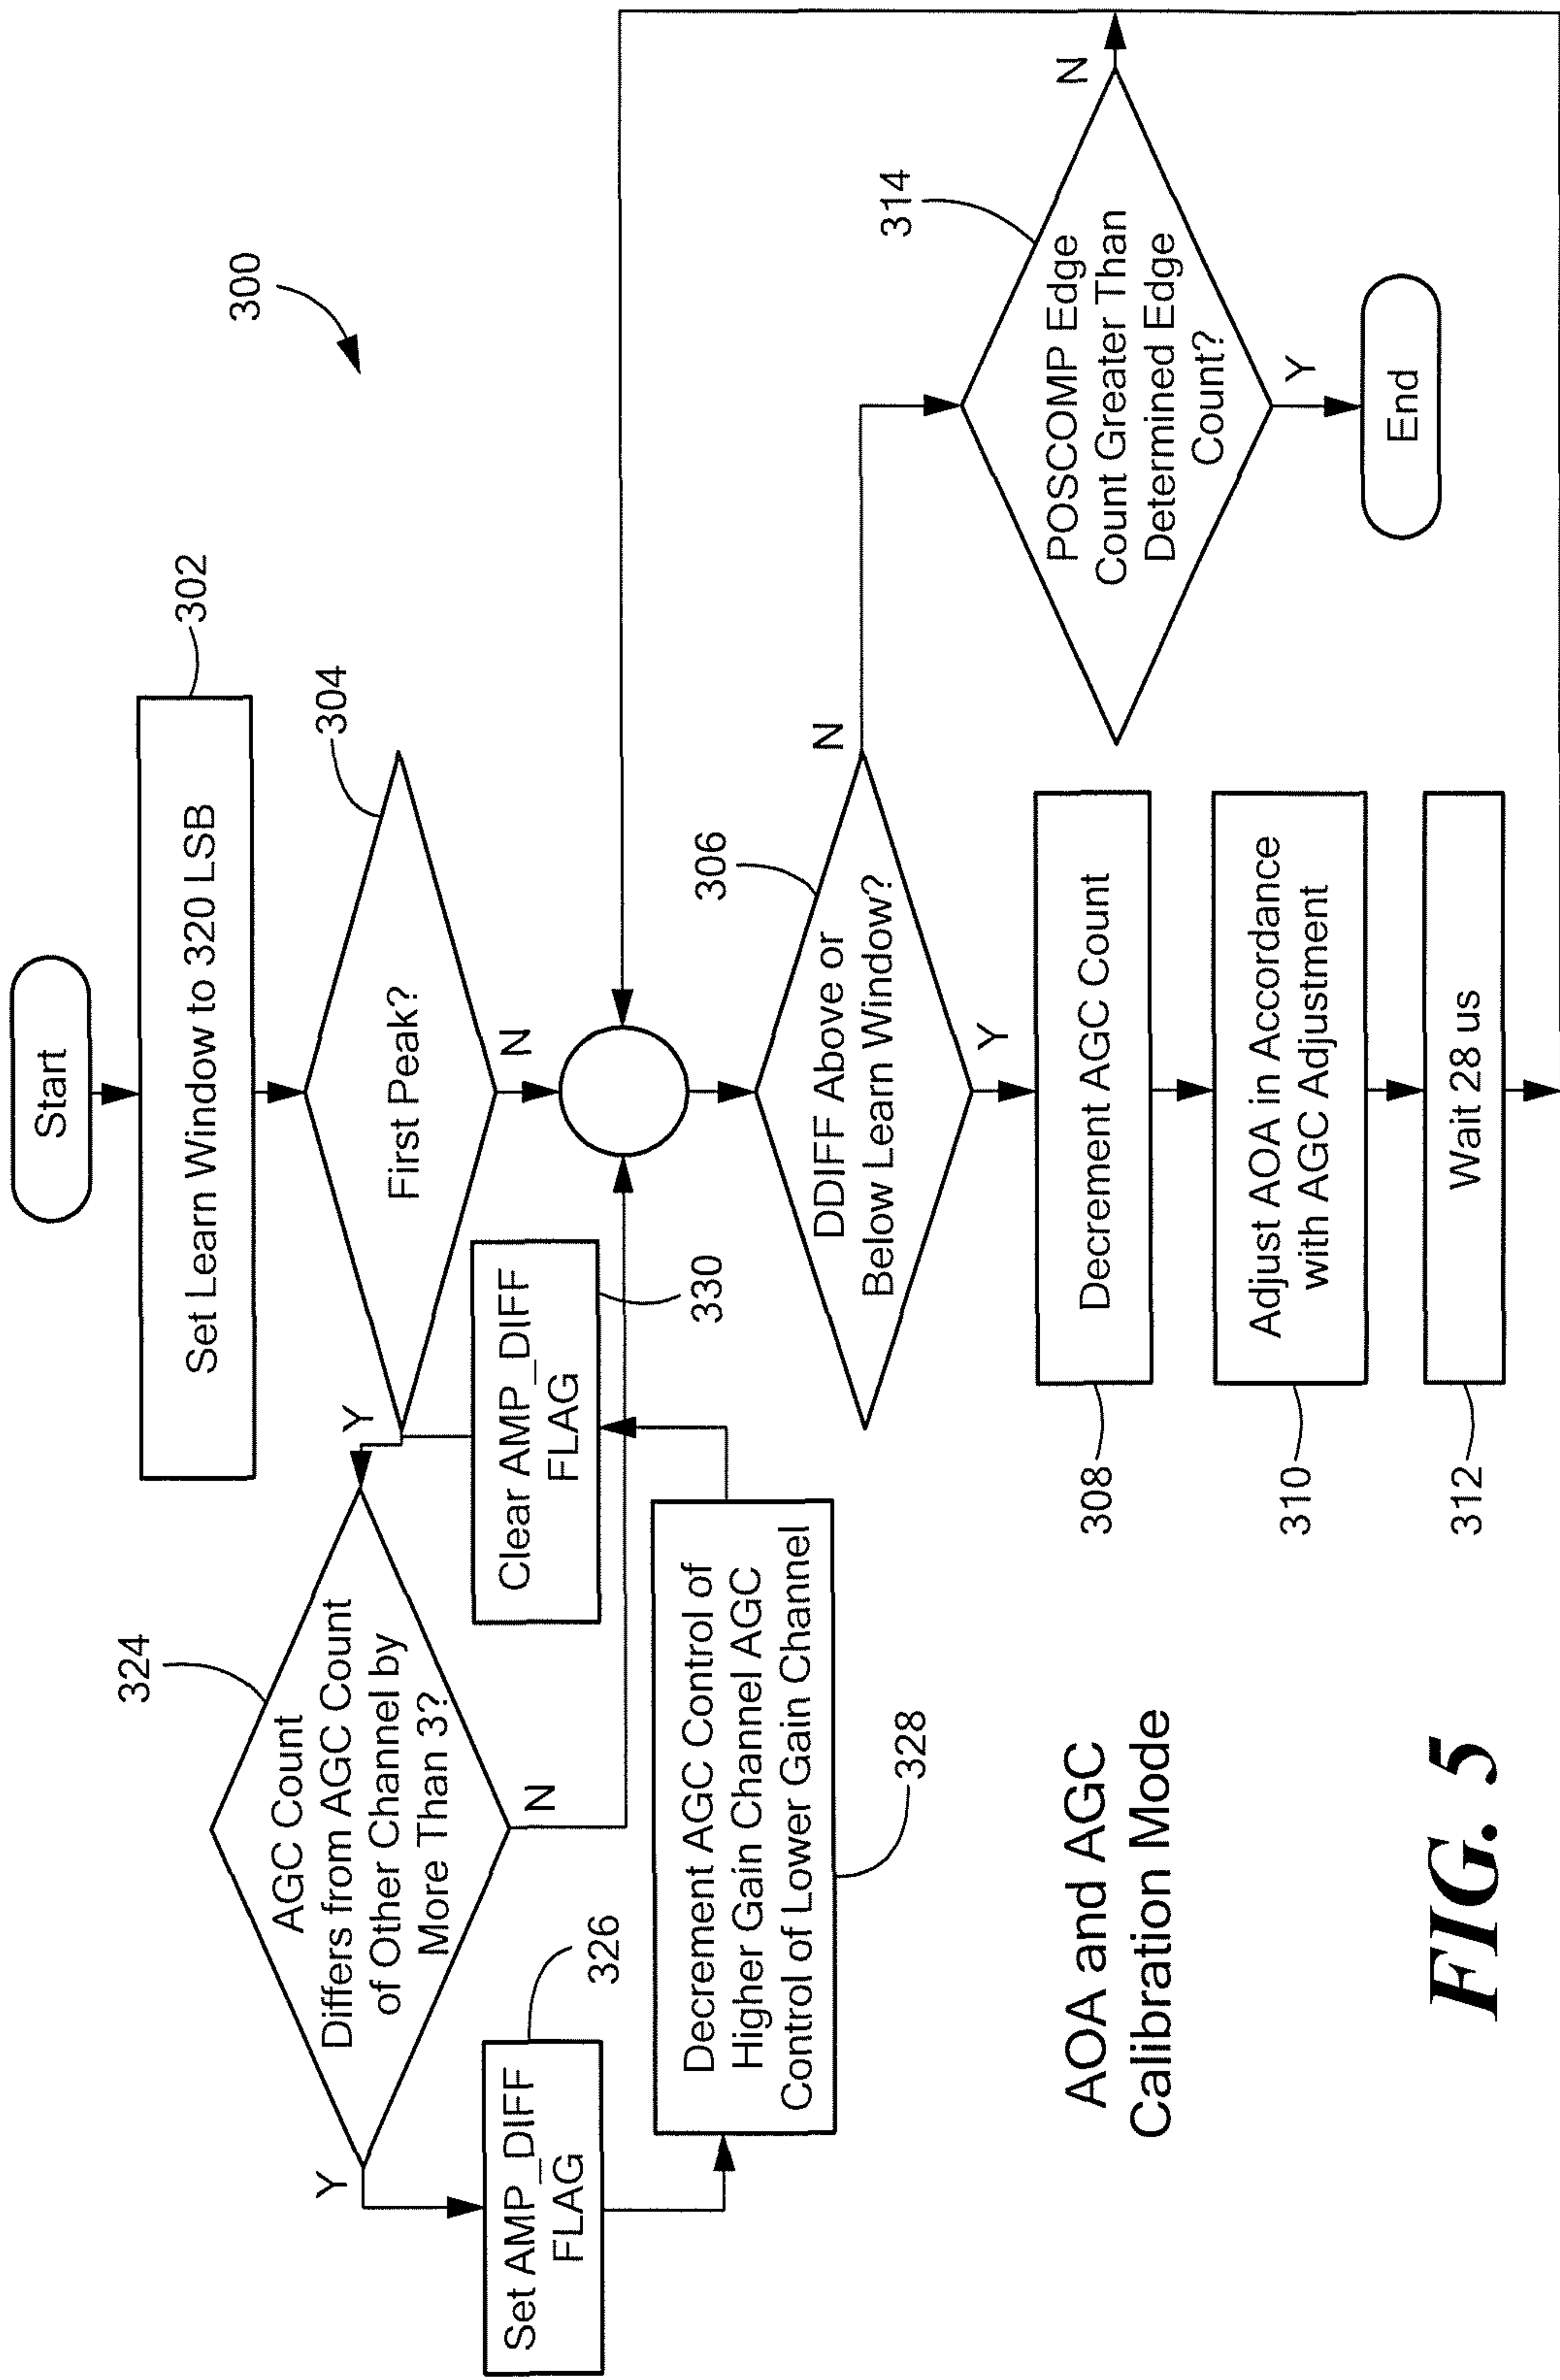 300
Start
Set Learn Window to 320 LSB
302
First Peak?
304
Y
N
AGC Count
Differs from AGC Count
of Other Channel by
More Than 3?
324
Y
N
Set AMP_DIFF
FLAG
326
Decrement AGC Control of
Higher Gain Channel AGC
Control of Lower Gain Channel
328
Clear AMP_DIFF
FLAG
330
DDIFF Above or
Below Learn Window?
306
N
Y
Decrement AGC Count
308
Adjust AOA in Accordance
with AGC Adjustment
310
Wait 28 us
312
POSCOMP Edge
Count Greater Than
Determined Edge
Count?
314
N
Y
End
AOA and AGC
Calibration Mode
FIG. 5